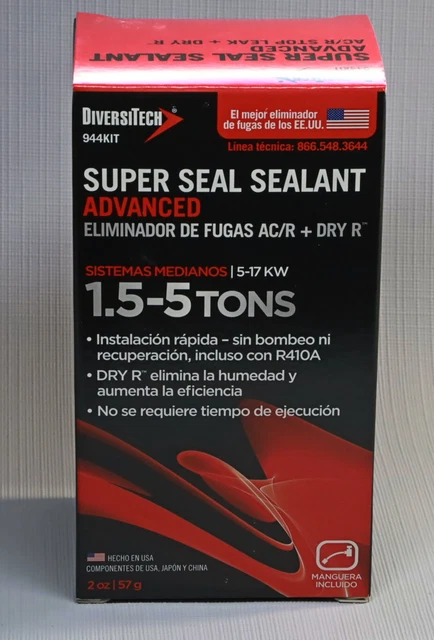 SUPER SEAL SEALANT
ADVANCED
AC/R STOP LEAK + DRY R™
DIVERSITECH®
944KIT
El mejor eliminador
de fugas de los EE.UU.
Línea técnica: 866.548.3644
SUPER SEAL SEALANT
ADVANCED
ELIMINADOR DE FUGAS AC/R + DRY R™
SISTEMAS MEDIANOS | 5-17 KW
1.5-5 TONS
• Instalación rápida – sin bombeo ni
recuperación, incluso con R410A
• DRY R™ elimina la humedad y
aumenta la eficiencia
• No se requiere tiempo de ejecución
HECHO EN USA
COMPONENTES DE USA, JAPÓN Y CHINA
2 oz | 57 g
MANGUERA
INCLUIDO